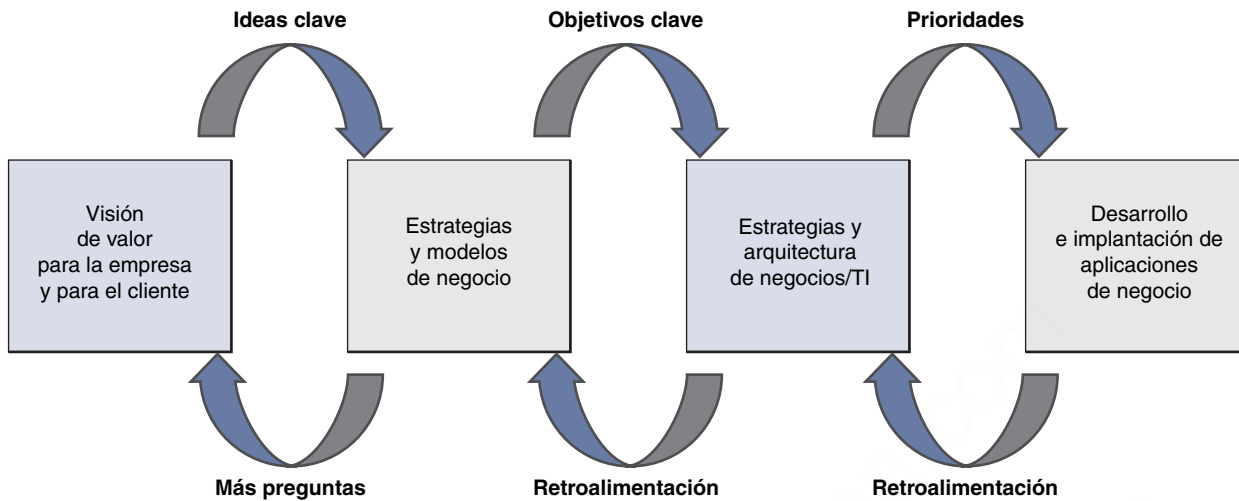 Ideas clave
Objetivos clave
Prioridades
Visión
de valor
para la empresa
y para el cliente
Estrategias
y modelos
de negocio
Estrategias y
arquitectura
de negocios/TI
Desarrollo
e implantación de
aplicaciones
de negocio
Más preguntas
Retroalimentación
Retroalimentación